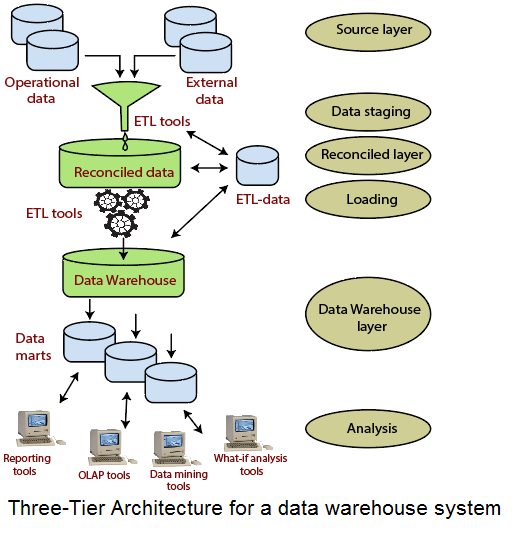 Source layer
Operational
data
External
data
ETL tools
Data staging
Reconciled data
Reconciled layer
ETL tools
ETL-data
Loading
Data Warehouse
Data Warehouse
layer
Data
marts
Analysis
Reporting
tools
OLAP tools
Data mining
tools
What-if analysis
tools
Three-Tier Architecture for a data warehouse system